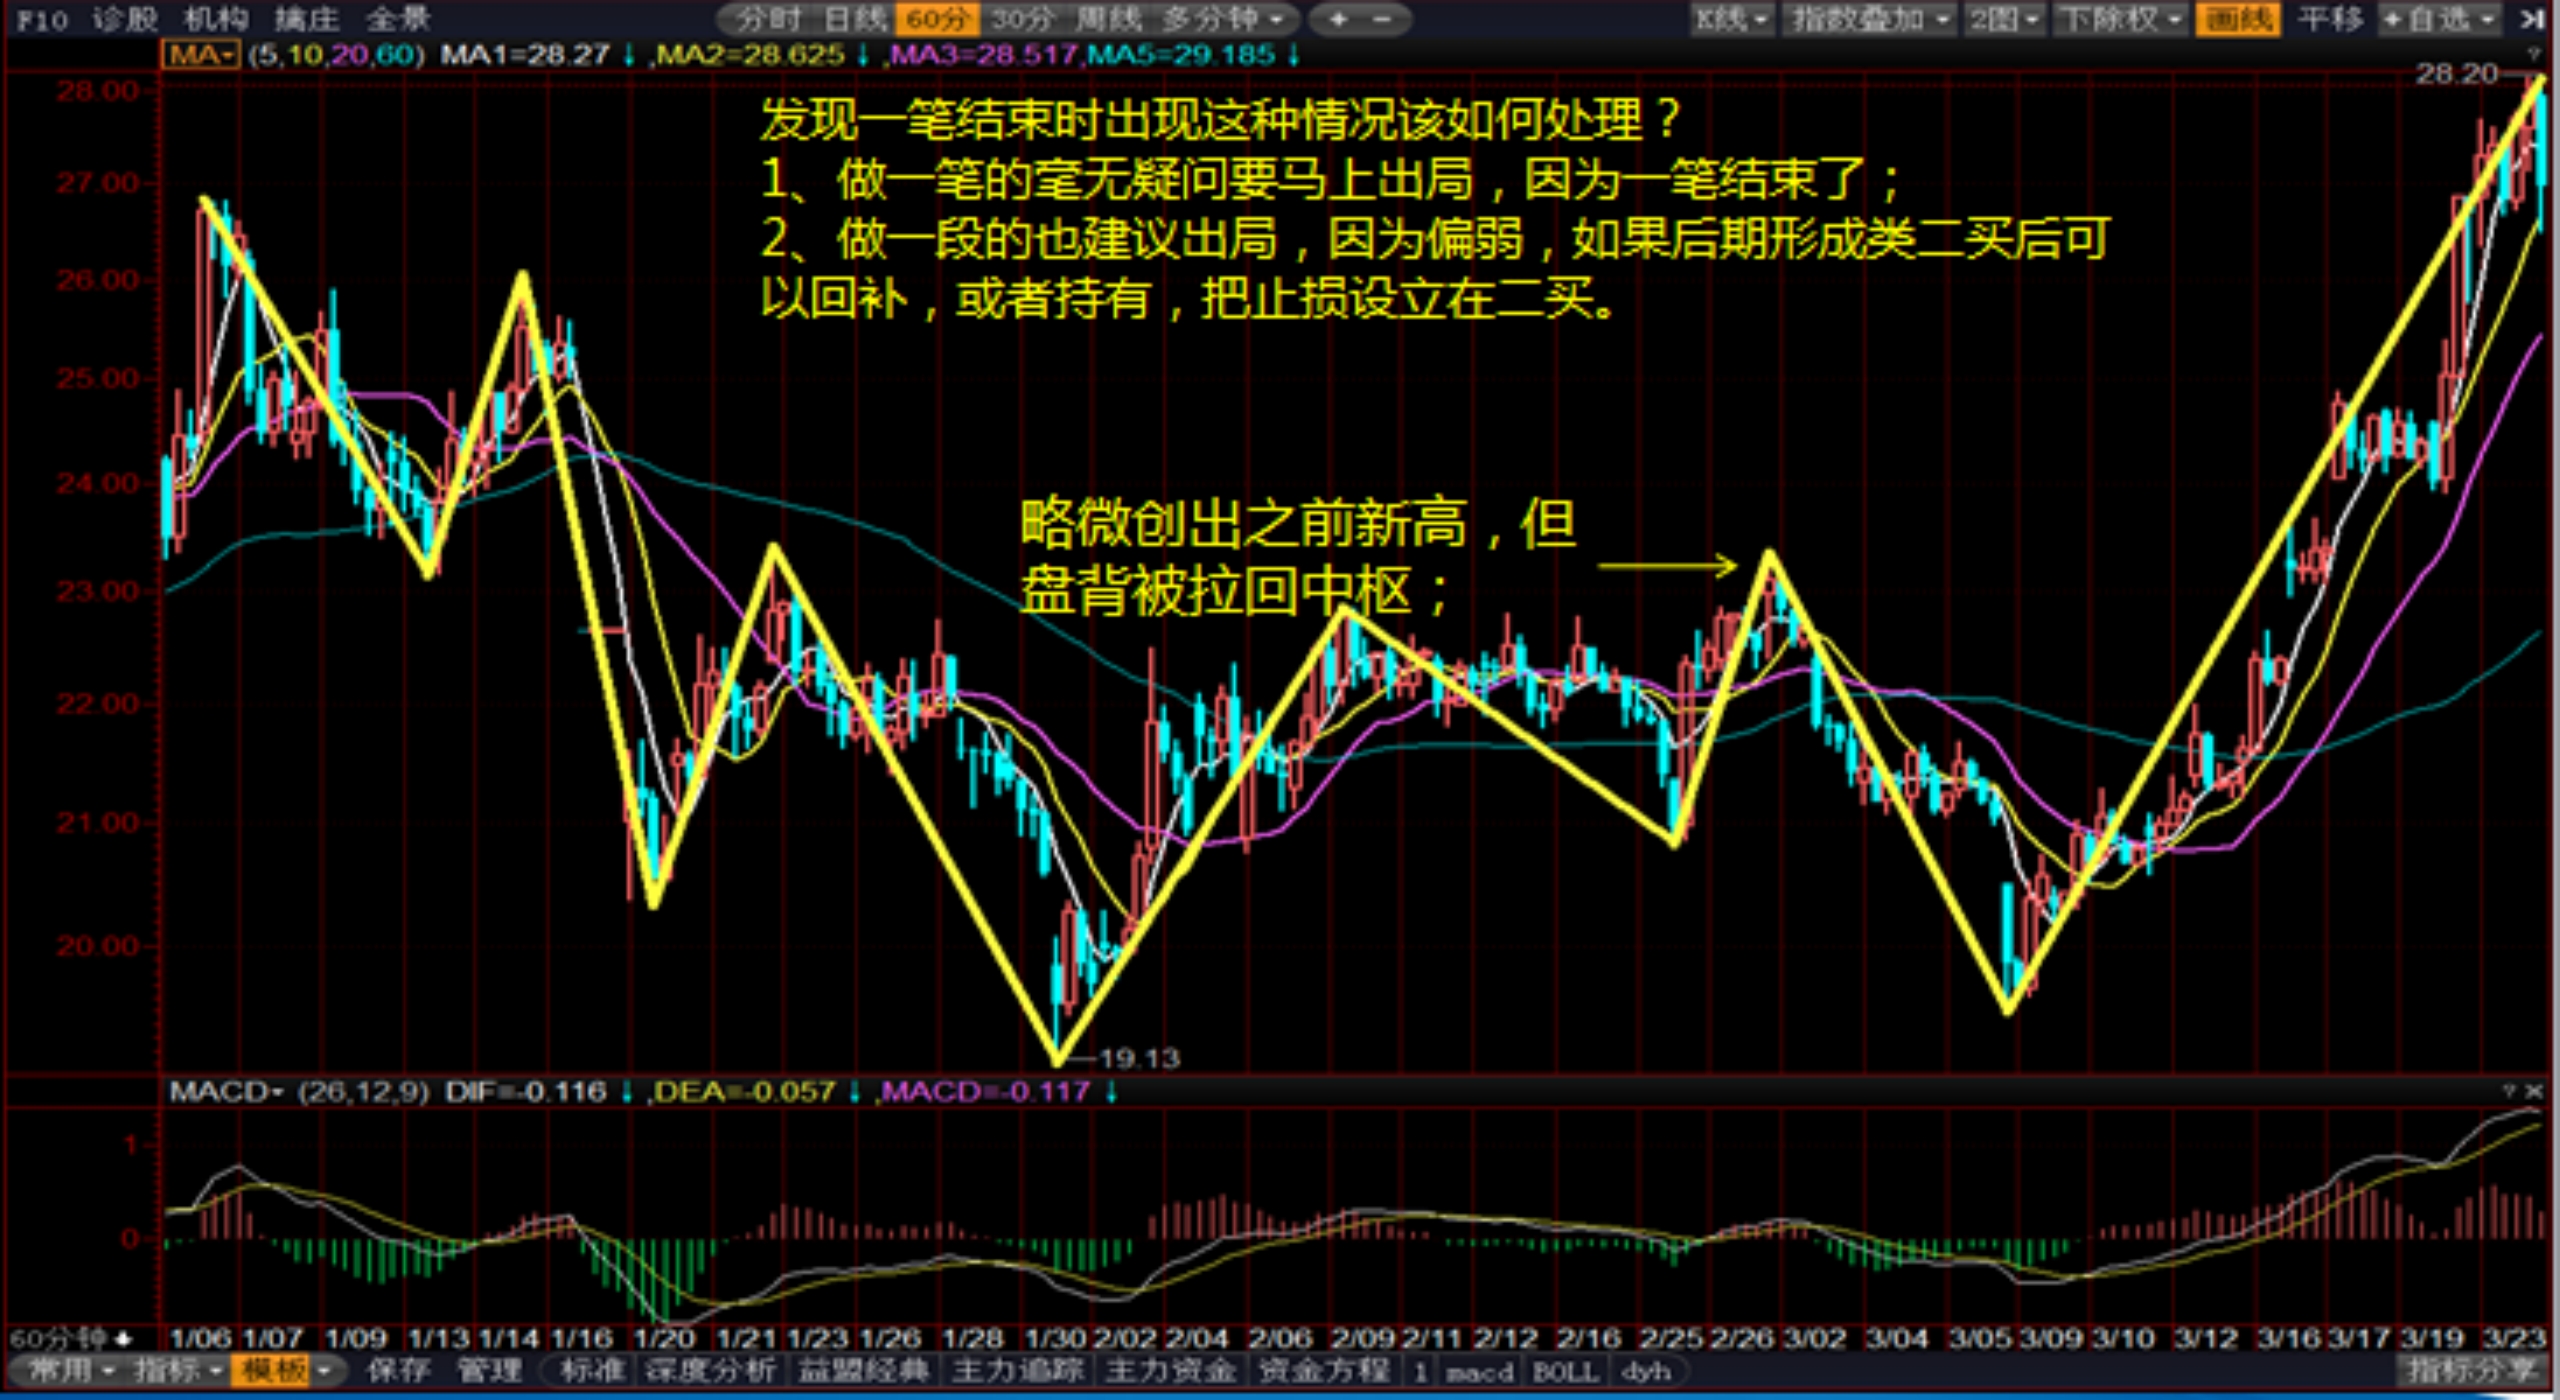 F10 诊股 机构 擒庄 全景 分时 日线 60分 30分 周线 多分钟 + - K线 指数叠加 2图 下除权 画线 平移 +自选
MA (5,10,20,60) MA1=28.27↓,MA2=28.625↓,MA3=28.517,MA5=29.185↓ ?
28.20
28.00
发现一笔结束时出现这种情况该如何处理？
1、做一笔的毫无疑问要马上出局，因为一笔结束了；
27.00
2、做一段的也建议出局，因为偏弱，如果后期形成类二买后可
26.00
以回补，或者持有，把止损设立在二买。
25.00
24.00
略微创出之前新高，但
盘背被拉回中枢；
23.00
22.00
21.00
20.00
19.13
MACD (26,12,9) DIF=-0.116↓,DEA=-0.057↓,MACD=-0.117↓ ? ×
1
0
60分钟 1/06 1/07 1/09 1/13 1/14 1/16 1/20 1/21 1/23 1/26 1/28 1/30 2/02 2/04 2/06 2/09 2/11 2/12 2/16 2/25 2/26 3/02 3/04 3/05 3/09 3/10 3/12 3/16 3/17 3/19 3/23
常用 指标 模板 保存 管理 标准 深度分析 益盟经典 主力追踪 主力资金 资金方程 1 macd BOLL dyh 指标分享